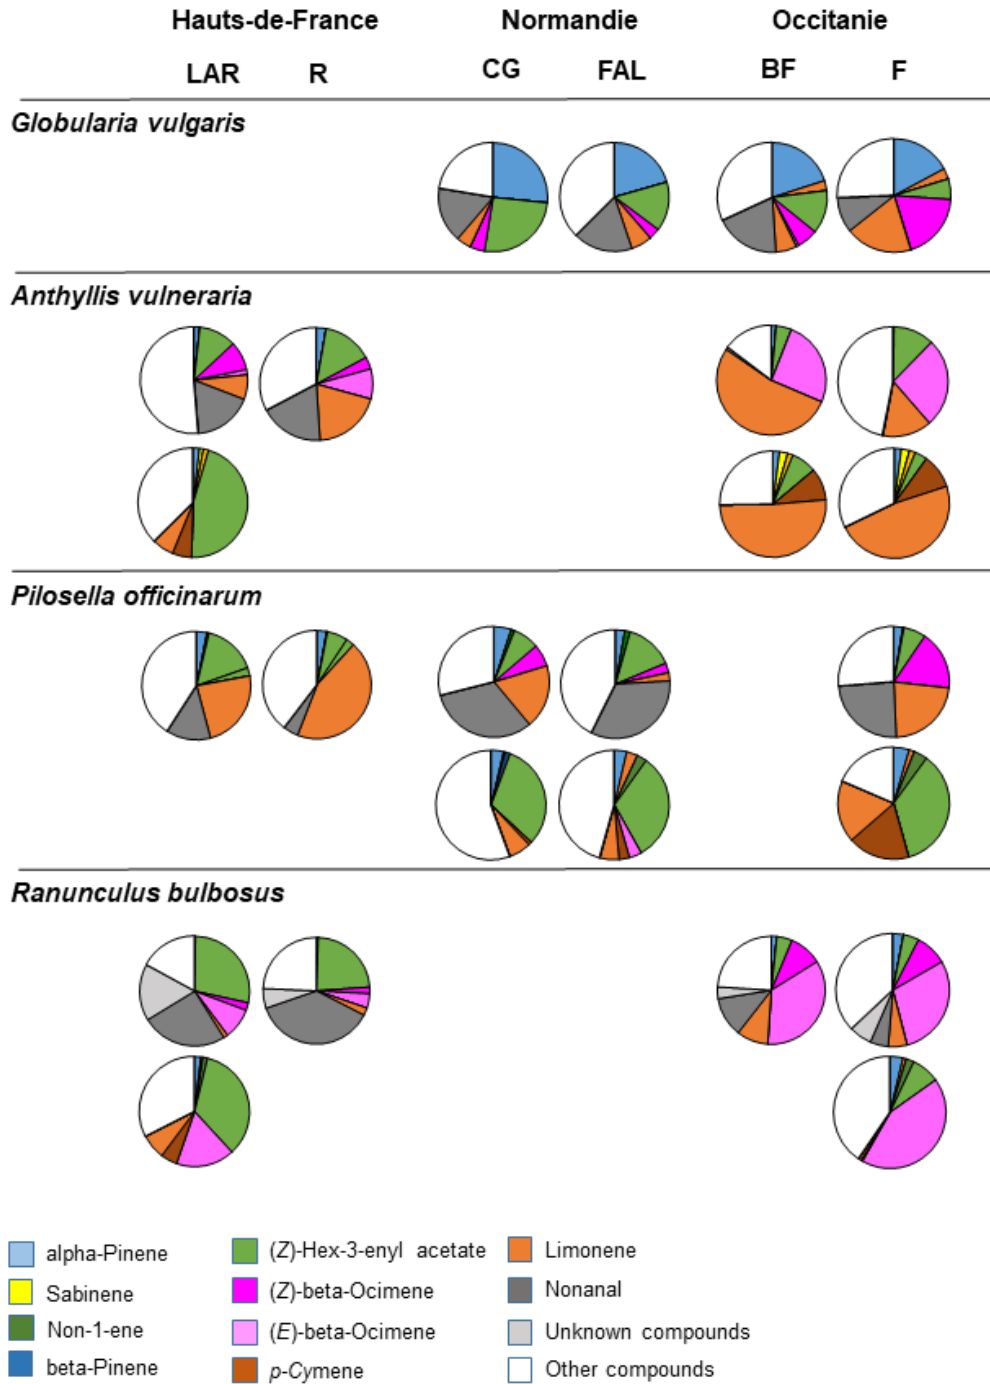 Hauts-de-France Normandie Occitanie
LAR R CG FAL BF F
Globularia vulgaris
Anthyllis vulneraria
Pilosella officinarum
Ranunculus bulbosus
alpha-Pinene (Z)-Hex-3-enyl acetate Limonene
Sabinene (Z)-beta-Ocimene Nonanal
Non-1-ene (E)-beta-Ocimene Unknown compounds
beta-Pinene p-Cymene Other compounds